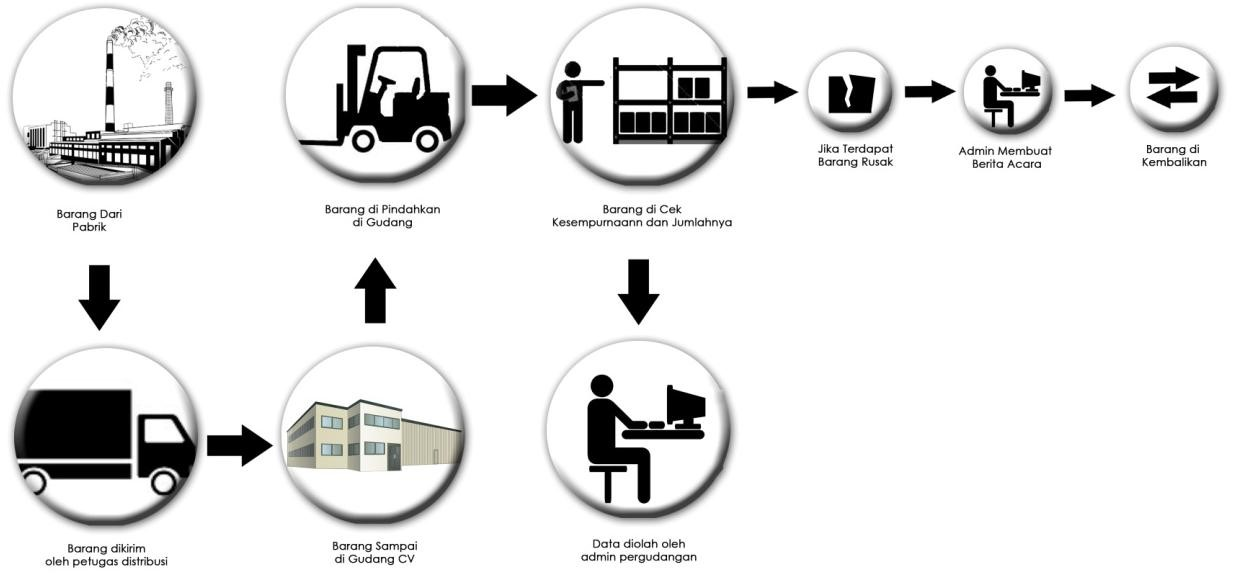 Barang Dari
Pabrik
Barang di Pindahkan
di Gudang
Barang di Cek
Kesempurnaann dan Jumlahnya
Jika Terdapat
Barang Rusak
Admin Membuat
Berita Acara
Barang di
Kembalikan
Barang dikirim
oleh petugas distribusi
Barang Sampai
di Gudang CV
Data diolah oleh
admin pergudangan